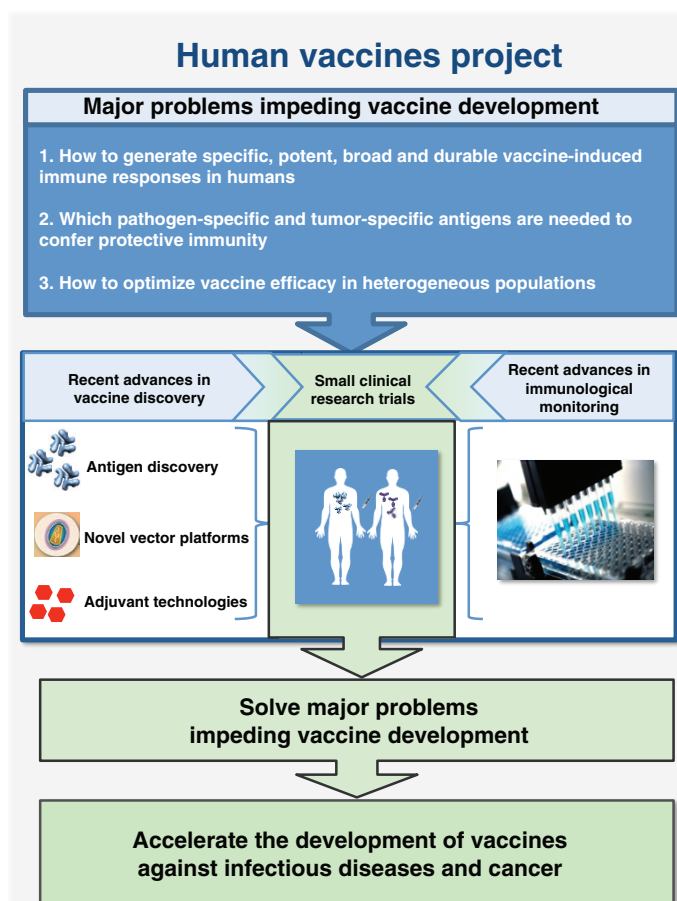 Human vaccines project
Major problems impeding vaccine development
1. How to generate specific, potent, broad and durable vaccine-induced
immune responses in humans
2. Which pathogen-specific and tumor-specific antigens are needed to
confer protective immunity
3. How to optimize vaccine efficacy in heterogeneous populations
Recent advances in
vaccine discovery
Small clinical
research trials
Recent advances in
immunological
monitoring
Antigen discovery
Novel vector platforms
Adjuvant technologies
Solve major problems
impeding vaccine development
Accelerate the development of vaccines
against infectious diseases and cancer